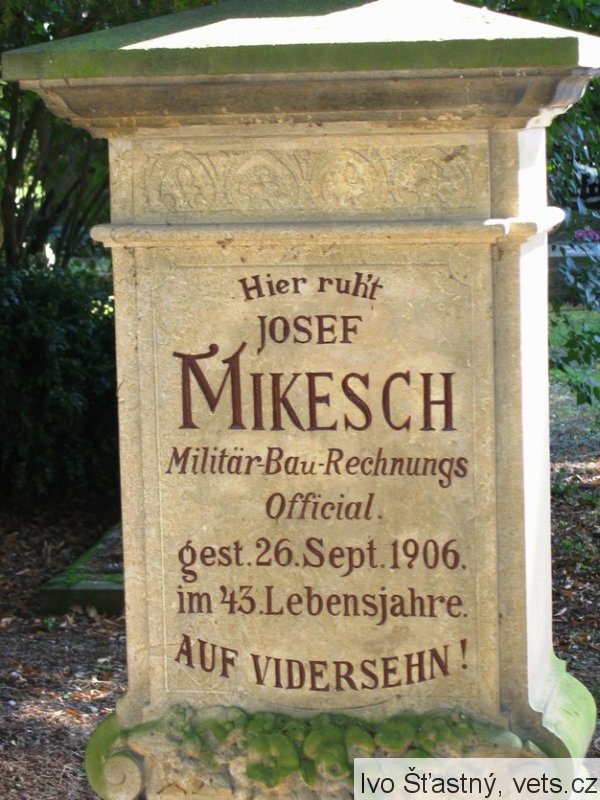 Hier ruh't
JOSEF
MIKESCH
Militär-Bau-Rechnungs
Official.
gest. 26. Sept. 1906.
im 43. Lebensjahre.
AUF VIDERSEHN!
Ivo Šťastný, vets.cz